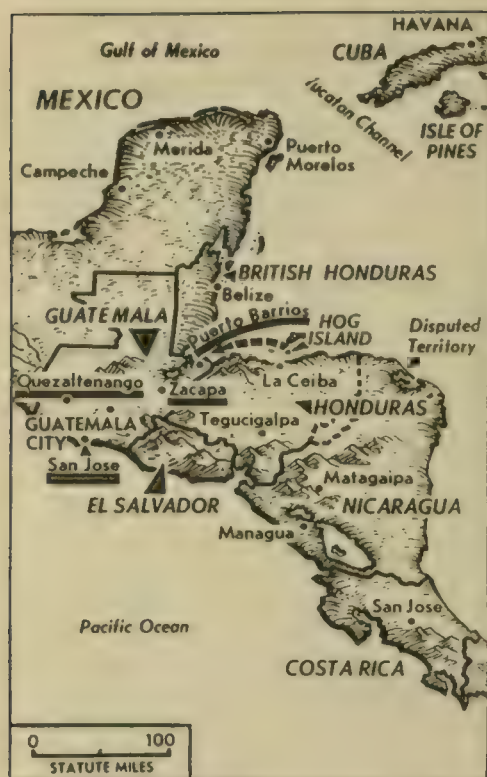 HAVANA
Gulf of Mexico
CUBA
MEXICO
Yucatan Channel
ISLE OF
PINES
Merida
Puerto
Morelos
Campeche
BRITISH HONDURAS
Belize
GUATEMALA
Puerto Barrios
HOG
ISLAND
Disputed
Territory
Quezaltenango
Zacapa
La Ceiba
HONDURAS
GUATEMALA
CITY
Tegucigalpa
San Jose
EL SALVADOR
Matagaipa
NICARAGUA
Managua
San Jose
Pacific Ocean
COSTA RICA
0 100
STATUTE MILES